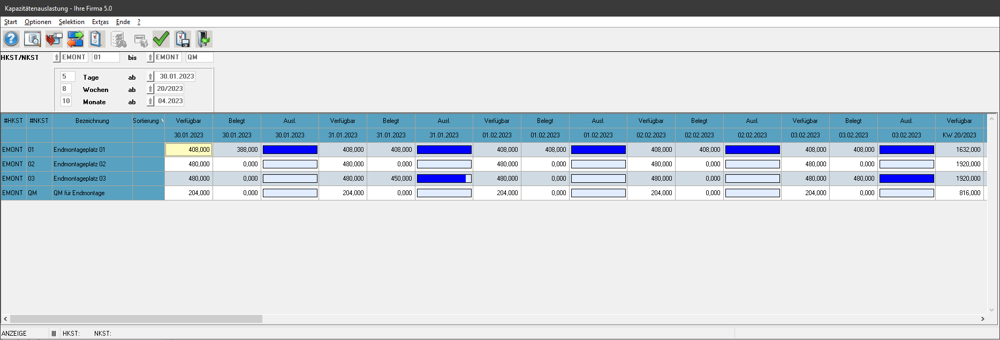 Kapazitätenauslastung - Ihre Firma 5.0
Start Optionen Selektion Extras Ende ?
HKST/NKST EMONT 01 bis EMONT QM
5 Tage ab 30.01.2023
8 Wochen ab 20/2023
10 Monate ab 04.2023
#HKST #NKST Bezeichnung Sortierung Verfügbar Belegt Ausl. Verfügbar Belegt Ausl. Verfügbar Belegt Ausl. Verfügbar Belegt Ausl. Verfügbar Belegt Ausl. Verfügbar
30.01.2023 30.01.2023 30.01.2023 31.01.2023 31.01.2023 31.01.2023 01.02.2023 01.02.2023 01.02.2023 02.02.2023 02.02.2023 02.02.2023 03.02.2023 03.02.2023 03.02.2023 KW 20/2023
EMONT 01 Endmontageplatz 01 408,000 388,000 408,000 408,000 408,000 408,000 408,000 408,000 408,000 408,000 1632,000
EMONT 02 Endmontageplatz 02 480,000 0,000 480,000 0,000 480,000 0,000 480,000 0,000 480,000 0,000 1920,000
EMONT 03 Endmontageplatz 03 480,000 0,000 480,000 450,000 480,000 0,000 480,000 0,000 480,000 480,000 1920,000
EMONT QM QM für Endmontage 204,000 0,000 204,000 0,000 204,000 0,000 204,000 0,000 204,000 0,000 816,000
ANZEIGE HKST: NKST: